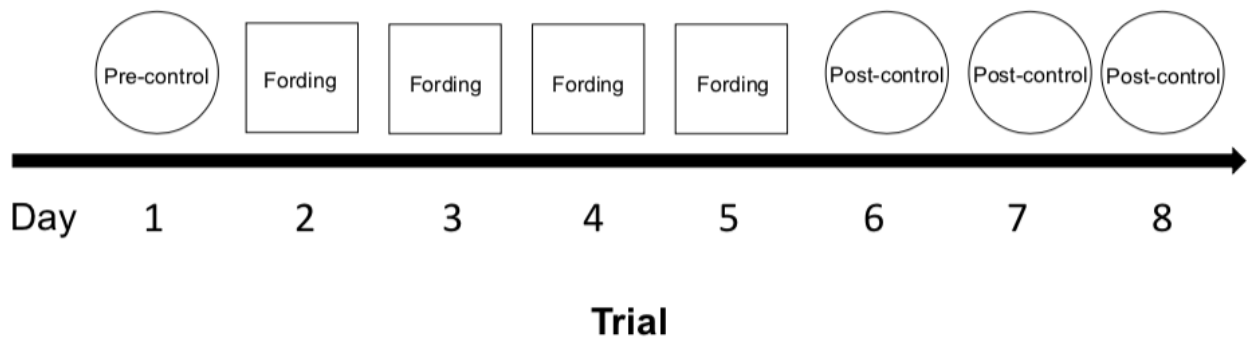 Pre-control Fording Fording Fording Fording Post-control Post-control Post-control
Day 1 2 3 4 5 6 7 8
Trial